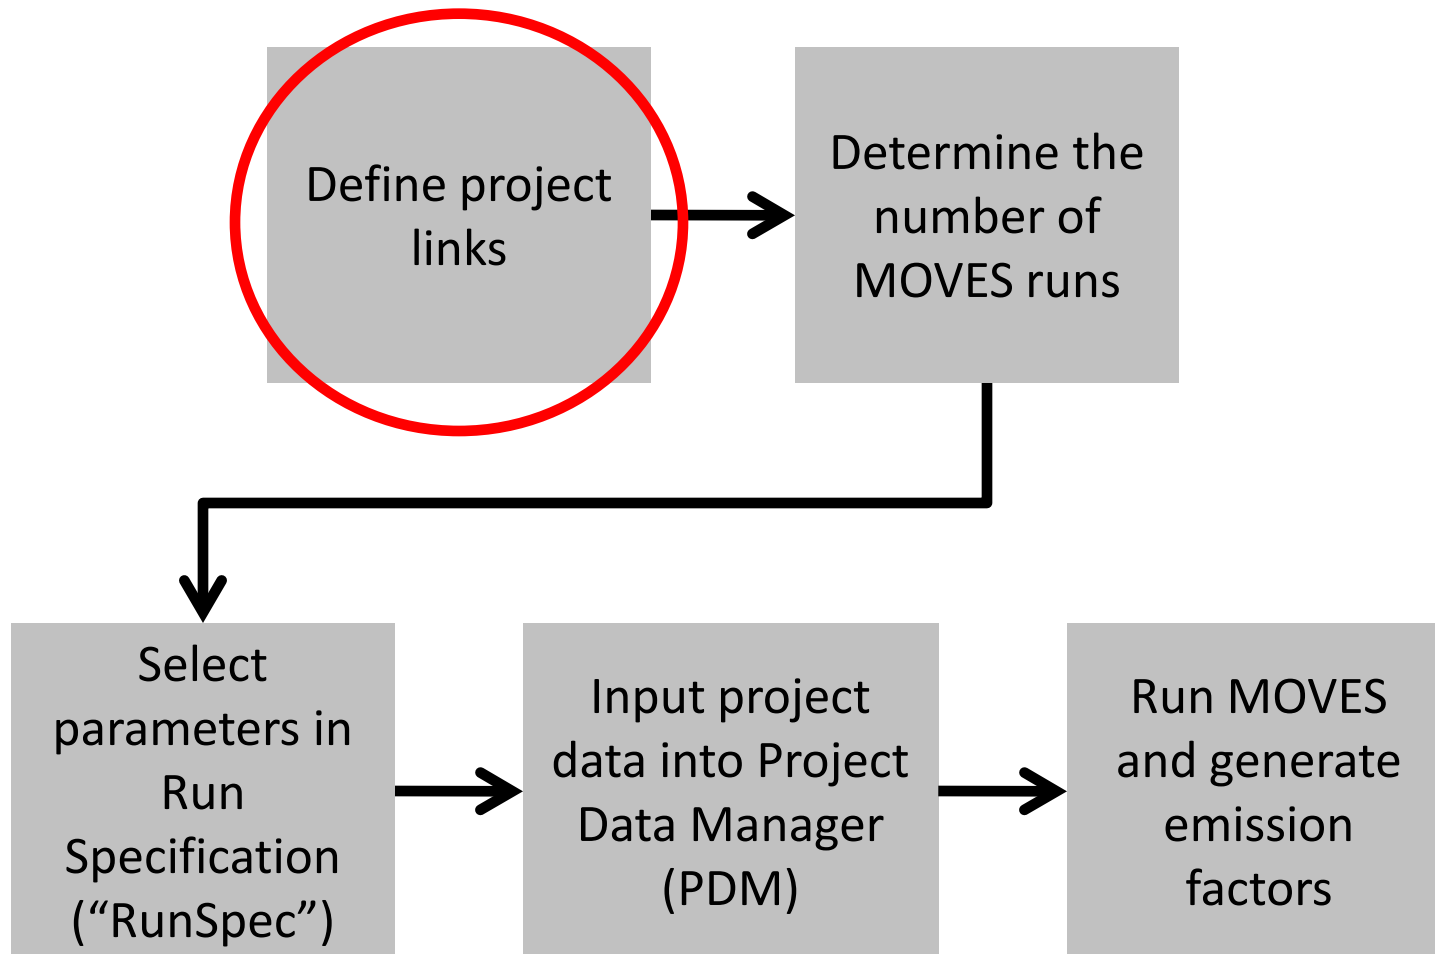 Define project
links
Determine the
number of
MOVES runs
Select
parameters in
Run
Specification
(“RunSpec”)
Input project
data into Project
Data Manager
(PDM)
Run MOVES
and generate
emission
factors